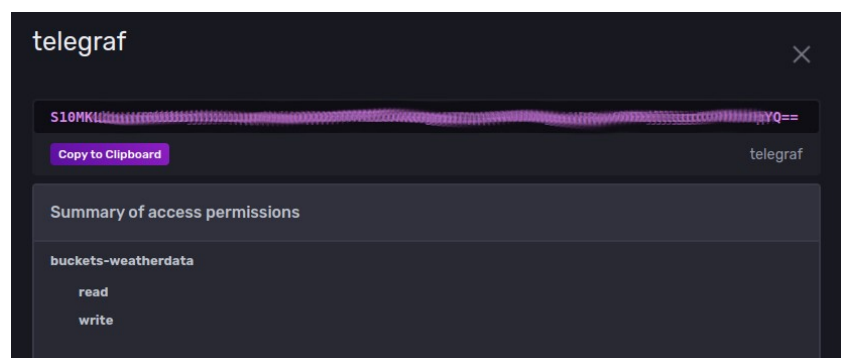 telegraf
S10MK YQ==
Copy to Clipboard telegraf
Summary of access permissions
buckets-weatherdata
read
write